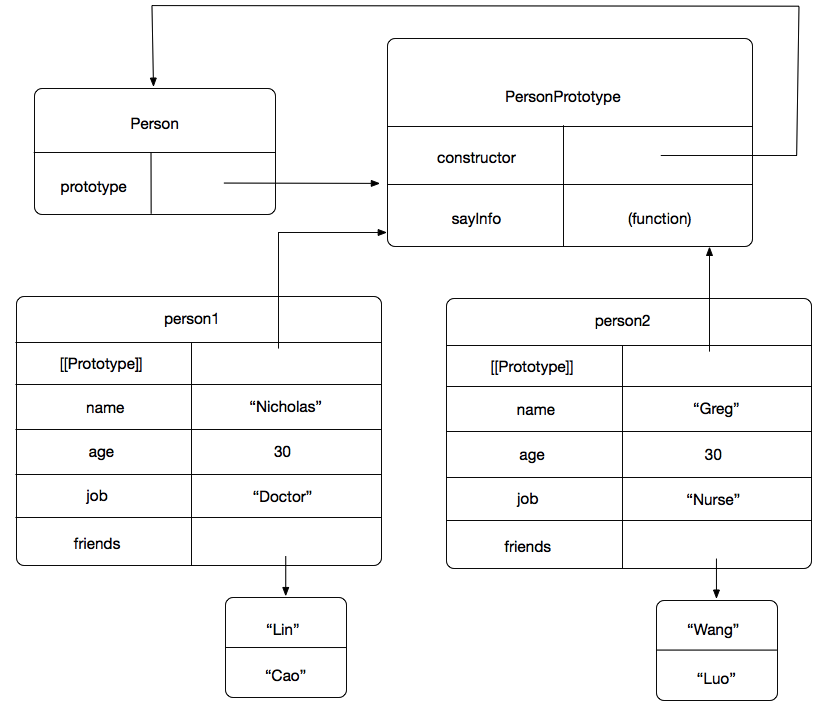 Person
prototype
PersonPrototype
constructor
sayInfo
(function)
person1
[[Prototype]]
name
“Nicholas”
age
30
job
“Doctor”
friends
“Lin”
“Cao”
person2
[[Prototype]]
name
“Greg”
age
30
job
“Nurse”
friends
“Wang”
“Luo”